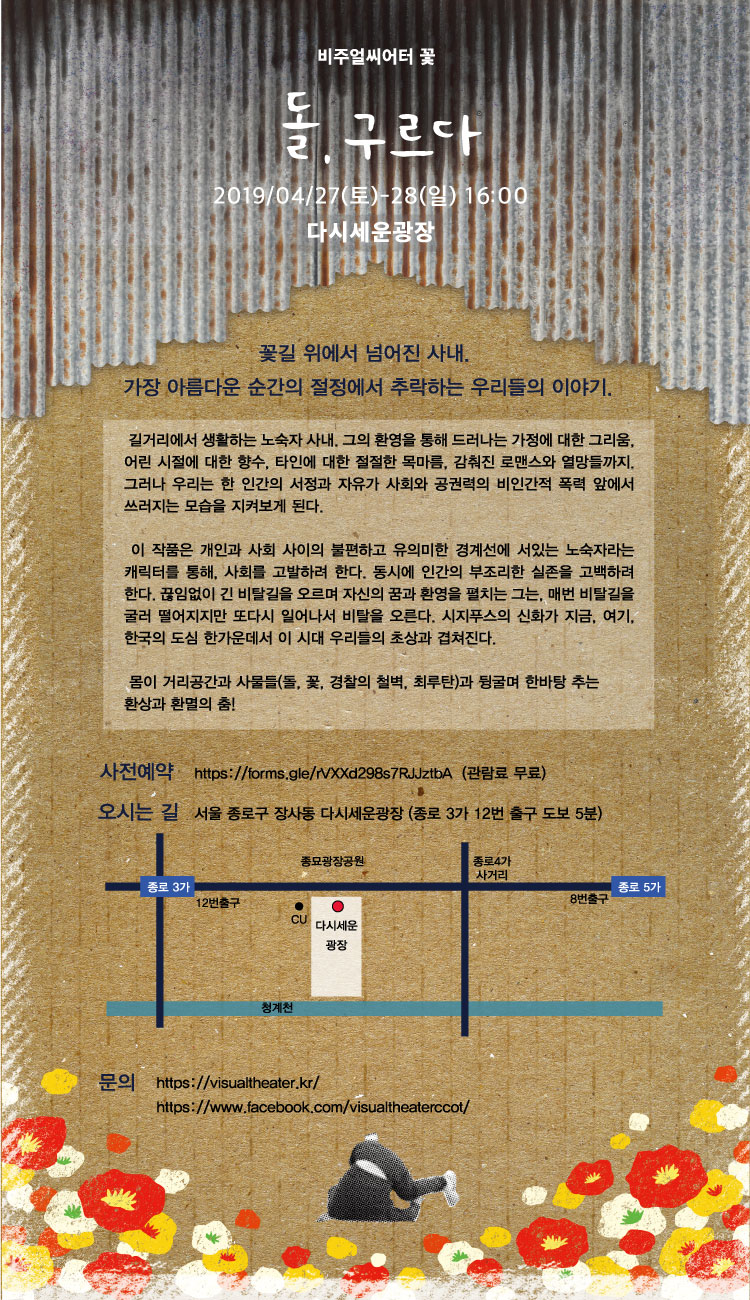 비주얼씨어터 꽃
돌, 구르다
2019/04/27(토)-28(일) 16:00
다시세운광장
꽃길 위에서 넘어진 사내.
가장 아름다운 순간의 절정에서 추락하는 우리들의 이야기.
길거리에서 생활하는 노숙자 사내. 그의 환영을 통해 드러나는 가정에 대한 그리움,
어린 시절에 대한 향수, 타인에 대한 절절한 목마름, 감춰진 로맨스와 열망들까지.
그러나 우리는 한 인간의 서정과 자유가 사회와 공권력의 비인간적 폭력 앞에서
쓰러지는 모습을 지켜보게 된다.
이 작품은 개인과 사회 사이의 불편하고 유의미한 경계선에 서있는 노숙자라는
캐릭터를 통해, 사회를 고발하려 한다. 동시에 인간의 부조리한 실존을 고백하려
한다. 끊임없이 긴 비탈길을 오르며 자신의 꿈과 환영을 펼치는 그는, 매번 비탈길을
굴러 떨어지지만 또다시 일어나서 비탈을 오른다. 시지푸스의 신화가 지금, 여기,
한국의 도심 한가운데서 이 시대 우리들의 초상과 겹쳐진다.
몸이 거리공간과 사물들(돌, 꽃, 경찰의 철벽, 최루탄)과 뒹굴며 한바탕 추는
환상과 환멸의 춤!
사전예약 https://forms.gle/rVXXd298s7RJJztbA (관람료 무료)
오시는 길 서울 종로구 장사동 다시세운광장 (종로 3가 12번 출구 도보 5분)
종묘광장공원
종로4가
사거리
종로 3가
종로 5가
12번출구
8번출구
CU
다시세운
광장
청계천
문의 https://visualtheater.kr/
https://www.facebook.com/visualtheaterccot/